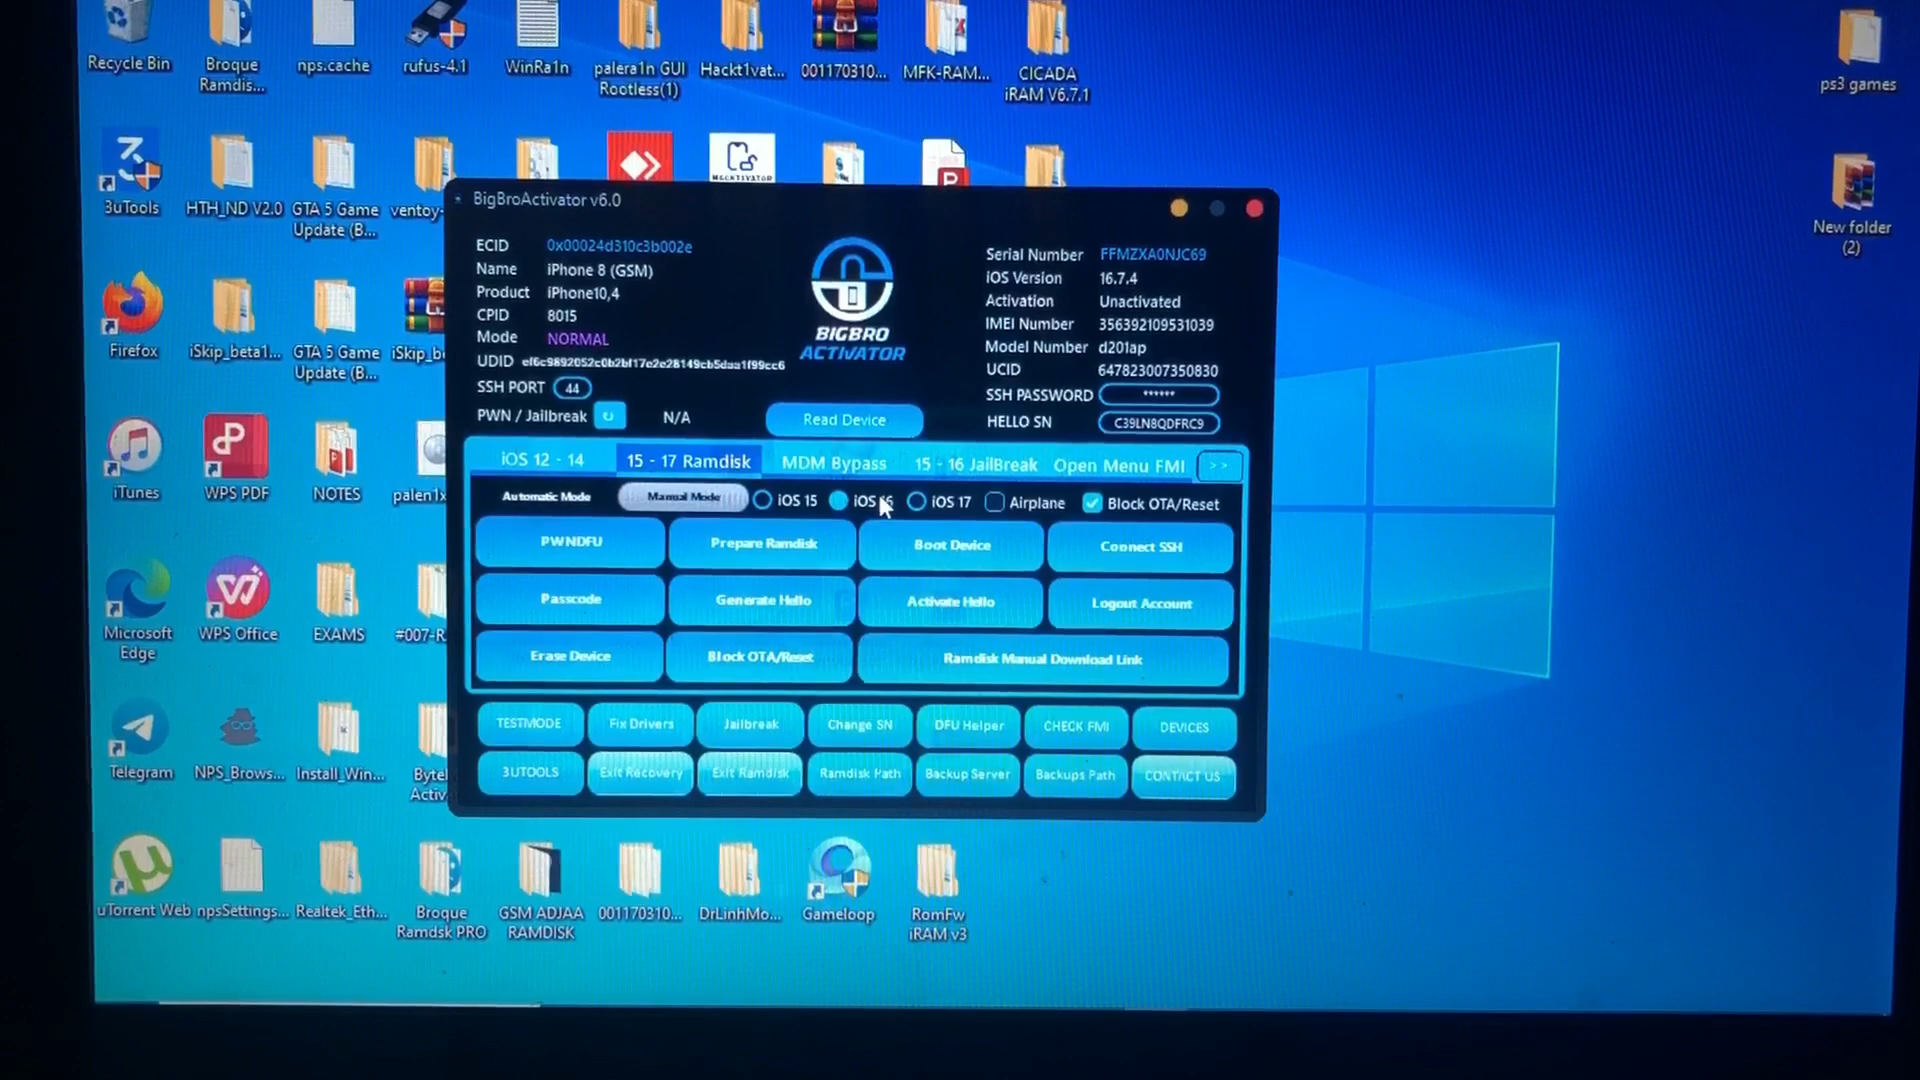 Recycle Bin
Broque
Ramdis...
nps.cache
rufus-4.1
WinRa1n
palera1n GUI
Rootless(1)
Hackt1vat...
001170310...
MFK-RAM...
CICADA
iRAM V6.7.1
ps3 games
3uTools
HTH_ND V2.0
GTA 5 Game
Update (B...
ventoy-
New folder
(2)
Firefox
iSkip_beta1...
GTA 5 Game
Update (B...
iSkip_be
iTunes
WPS PDF
NOTES
palen1x
Microsoft
Edge
WPS Office
EXAMS
#007-R
Telegram
NPS_Brows...
Install_Win...
Byte
Activ
uTorrent Web
npsSettings...
Realtek_Eth...
Broque
Ramdsk PRO
GSM ADJAA
RAMDISK
001170310...
DrLinhMo...
Gameloop
RomFw
iRAM v3
BigBroActivator v6.0
ECID 0x00024d310c3b002e
Name iPhone 8 (GSM)
Product iPhone10,4
CPID 8015
Mode NORMAL
UDID ef6c9892052c0b2bf17e2e28149cb5daa1f99cc6
SSH PORT 44
PWN / Jailbreak N/A
BIGBRO
ACTIVATOR
Read Device
Serial Number FFMZXA0NJC69
iOS Version 16.7.4
Activation Unactivated
IMEI Number 356392109531039
Model Number d201ap
UCID 647823007350830
SSH PASSWORD ******
HELLO SN C39LN8QDFRC9
iOS 12 - 14 15 - 17 Ramdisk MDM Bypass 15 - 16 JailBreak Open Menu FMI >>
Automatic Mode Manual Mode iOS 15 iOS 16 iOS 17 Airplane Block OTA/Reset
PWNDFU Prepare Ramdisk Boot Device Connect SSH
Passcode Generate Hello Activate Hello Logout Account
Erase Device Block OTA/Reset Ramdisk Manual Download Link
TESTMODE Fix Drivers Jailbreak Change SN DFU Helper CHECK FMI DEVICES
3UTOOLS Exit Recovery Exit Ramdisk Ramdisk Path Backup Server Backups Path CONTACT US